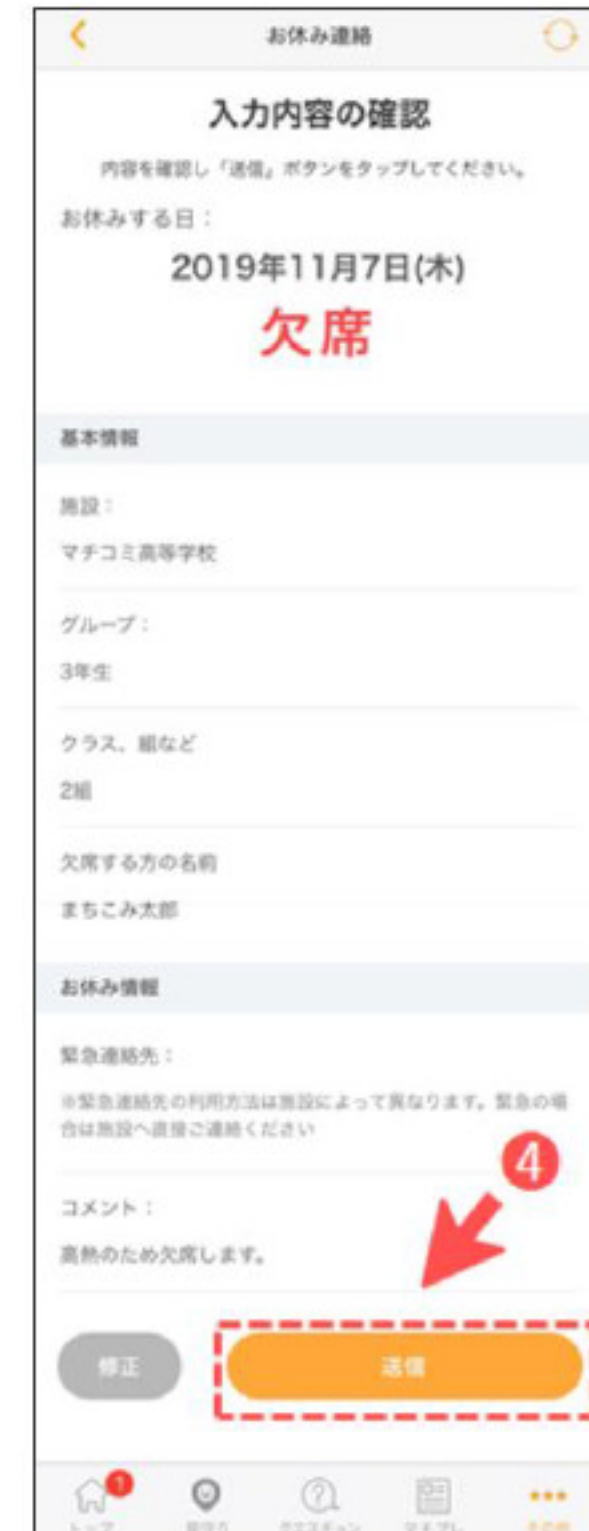 お休み連絡
入力内容の確認
内容を確認し「送信」ボタンをタップしてください。
お休みする日：
2019年11月7日(木)
欠席
基本情報
施設：
マチコミ高等学校
グループ：
3年生
クラス、組など
2組
欠席する方の名前
まちこみ太郎
お休み情報
緊急連絡先：
※緊急連絡先の利用方法は施設によって異なります。緊急の場
合は施設へ直接ご連絡ください
4
コメント：
高熱のため欠席します。
修正
送信
1